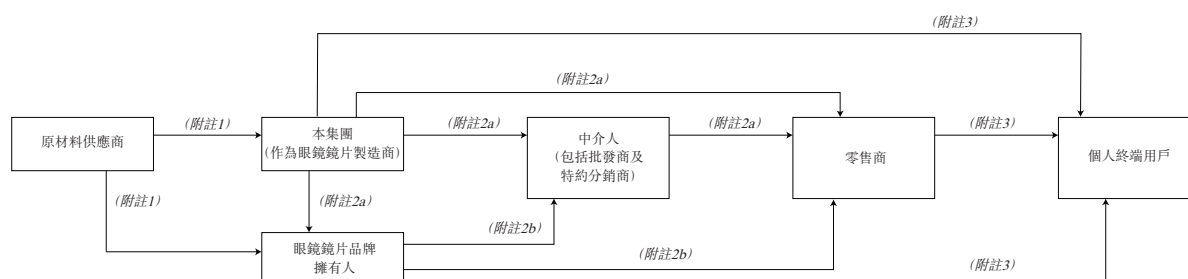 (附註3)
(附註2a)
(附註1)
(附註2a)
(附註2a)
(附註3)
原材料供應商
本集團
(作為眼鏡鏡片製造商)
中介人
(包括批發商及
特約分銷商)
零售商
個人終端用戶
(附註1)
(附註2a)
(附註2b)
(附註2b)
(附註3)
眼鏡鏡片品牌
擁有人